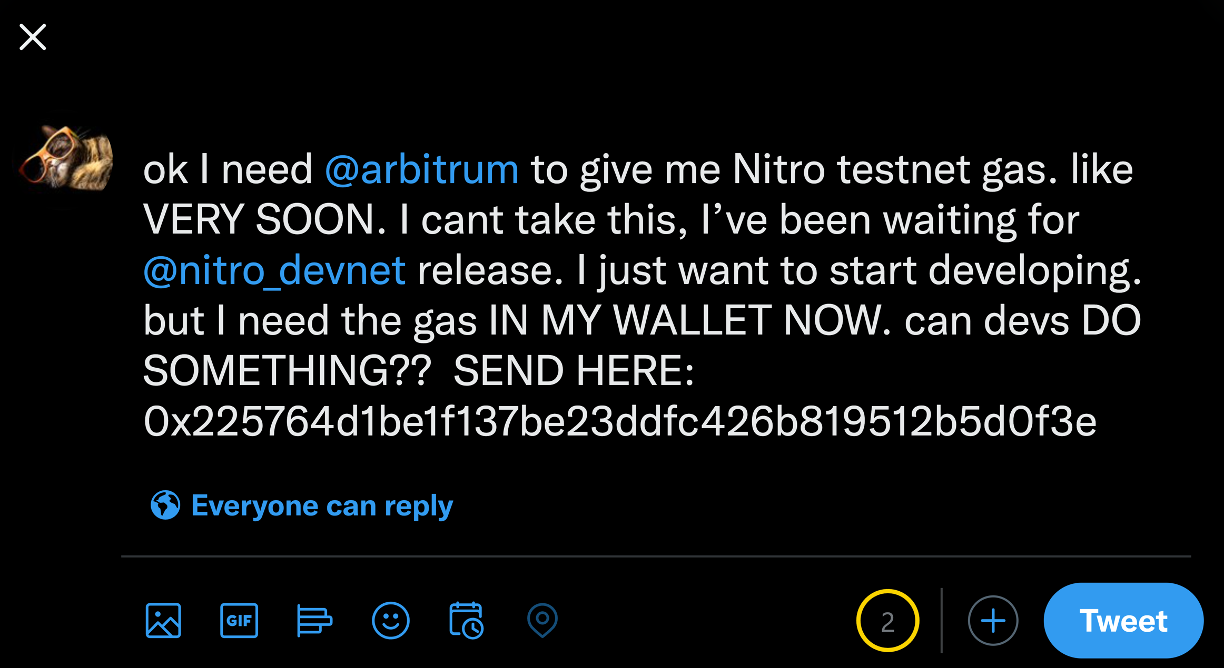 ok I need @arbitrum to give me Nitro testnet gas. like
VERY SOON. I cant take this, I’ve been waiting for
@nitro_devnet release. I just want to start developing.
but I need the gas IN MY WALLET NOW. can devs DO
SOMETHING??  SEND HERE:
0x225764d1be1f137be23ddfc426b819512b5d0f3e
Everyone can reply
GIF
2
Tweet